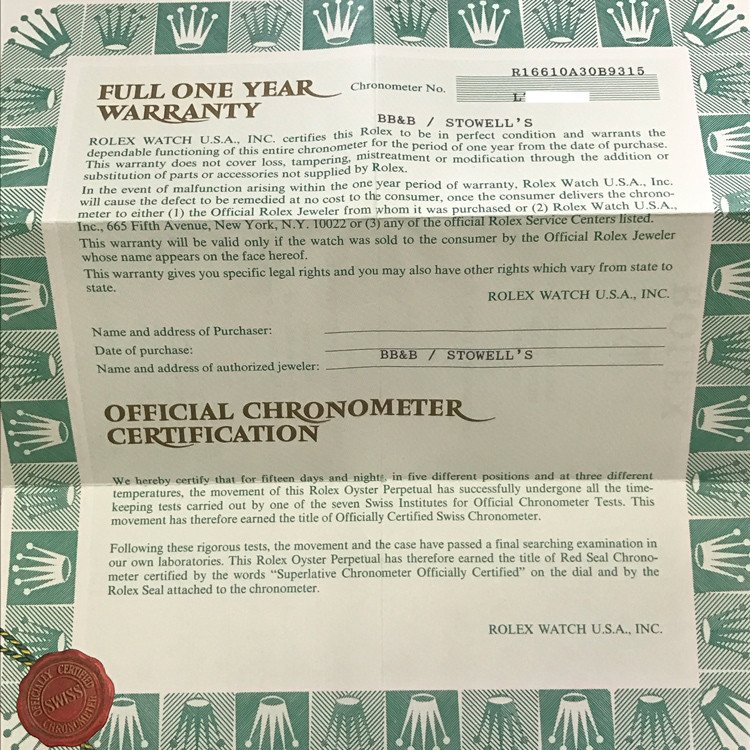 FULL ONE YEAR
WARRANTY
Chronometer No.
R16610A30B9315
L
BB&B / STOWELL'S
ROLEX WATCH U.S.A., INC. certifies this Rolex to be in perfect condition and warrants the
dependable functioning of this entire chronometer for the period of one year from the date of purchase.
This warranty does not cover loss, tampering, mistreatment or modification through the addition or
substitution of parts or accessories not supplied by Rolex.
In the event of malfunction arising within the one year period of warranty, Rolex Watch U.S.A., Inc.
will cause the defect to be remedied at no cost to the consumer, once the consumer delivers the chrono-
meter to either (1) the Official Rolex Jeweler from whom it was purchased or (2) Rolex Watch U.S.A.,
Inc., 665 Fifth Avenue, New York, N.Y. 10022 or (3) any of the official Rolex Service Centers listed.
This warranty will be valid only if the watch was sold to the consumer by the Official Rolex Jeweler
whose name appears on the face hereof.
This warranty gives you specific legal rights and you may also have other rights which vary from state to
state.
ROLEX WATCH U.S.A., INC.
Name and address of Purchaser:
Date of purchase:
BB&B / STOWELL'S
Name and address of authorized jeweler:
OFFICIAL CHRONOMETER
CERTIFICATION
We hereby certify that for fifteen days and nights, in five different positions and at three different
temperatures, the movement of this Rolex Oyster Perpetual has successfully undergone all the time-
keeping tests carried out by one of the seven Swiss Institutes for Official Chronometer Tests. This
movement has therefore earned the title of Officially Certified Swiss Chronometer.
Following these rigorous tests, the movement and the case have passed a final searching examination in
our own laboratories. This Rolex Oyster Perpetual has therefore earned the title of Red Seal Chrono-
meter certified by the words “Superlative Chronometer Officially Certified” on the dial and by the
Rolex Seal attached to the chronometer.
ROLEX WATCH U.S.A., INC.
OFFICIALLY CERTIFIED
SWISS
CHRONOMETER